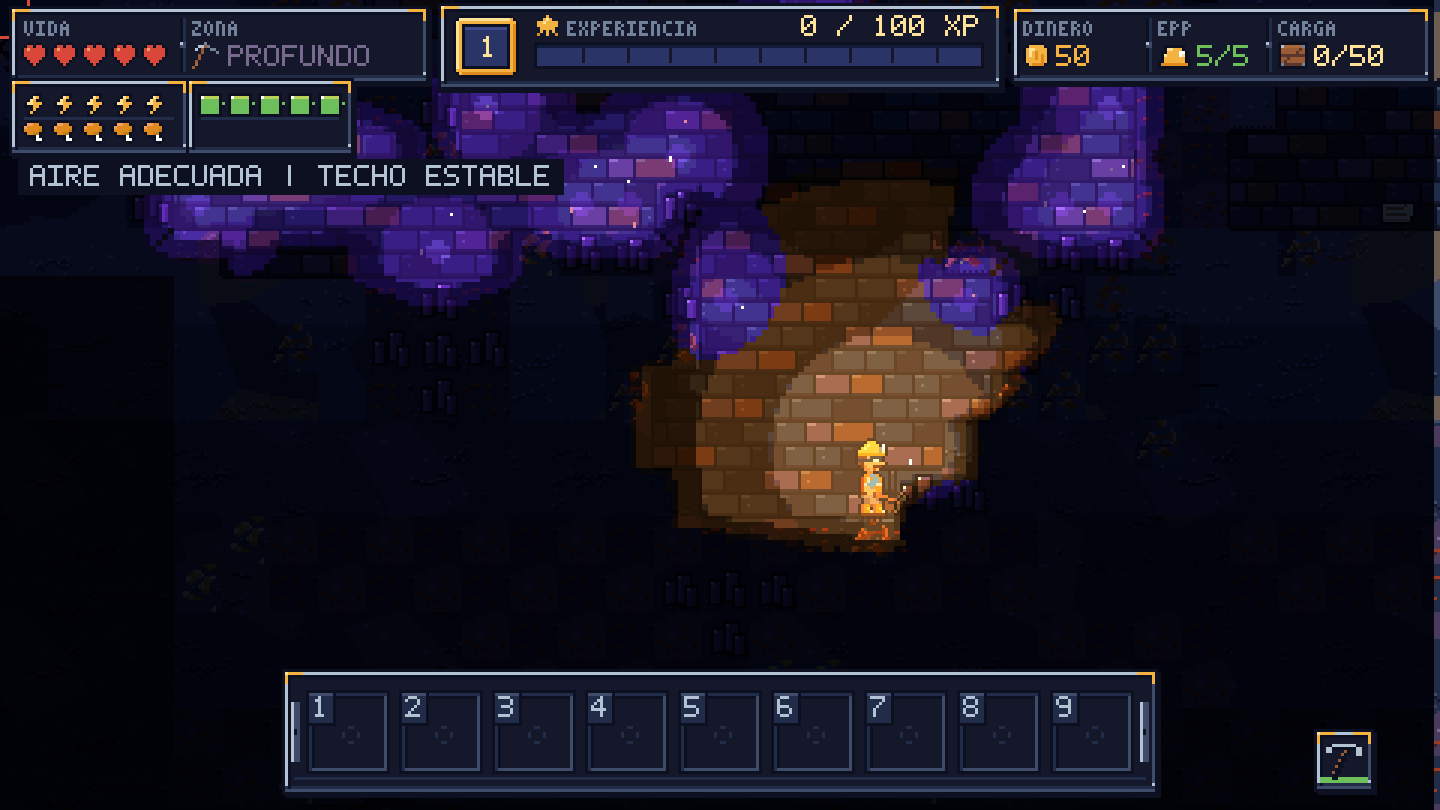 VIDA
ZONA
PROFUNDO
1
EXPERIENCIA
0 / 100 XP
DINERO
50
EPP
5/5
CARGA
0/50
AIRE ADECUADA | TECHO ESTABLE
1 2 3 4 5 6 7 8 9